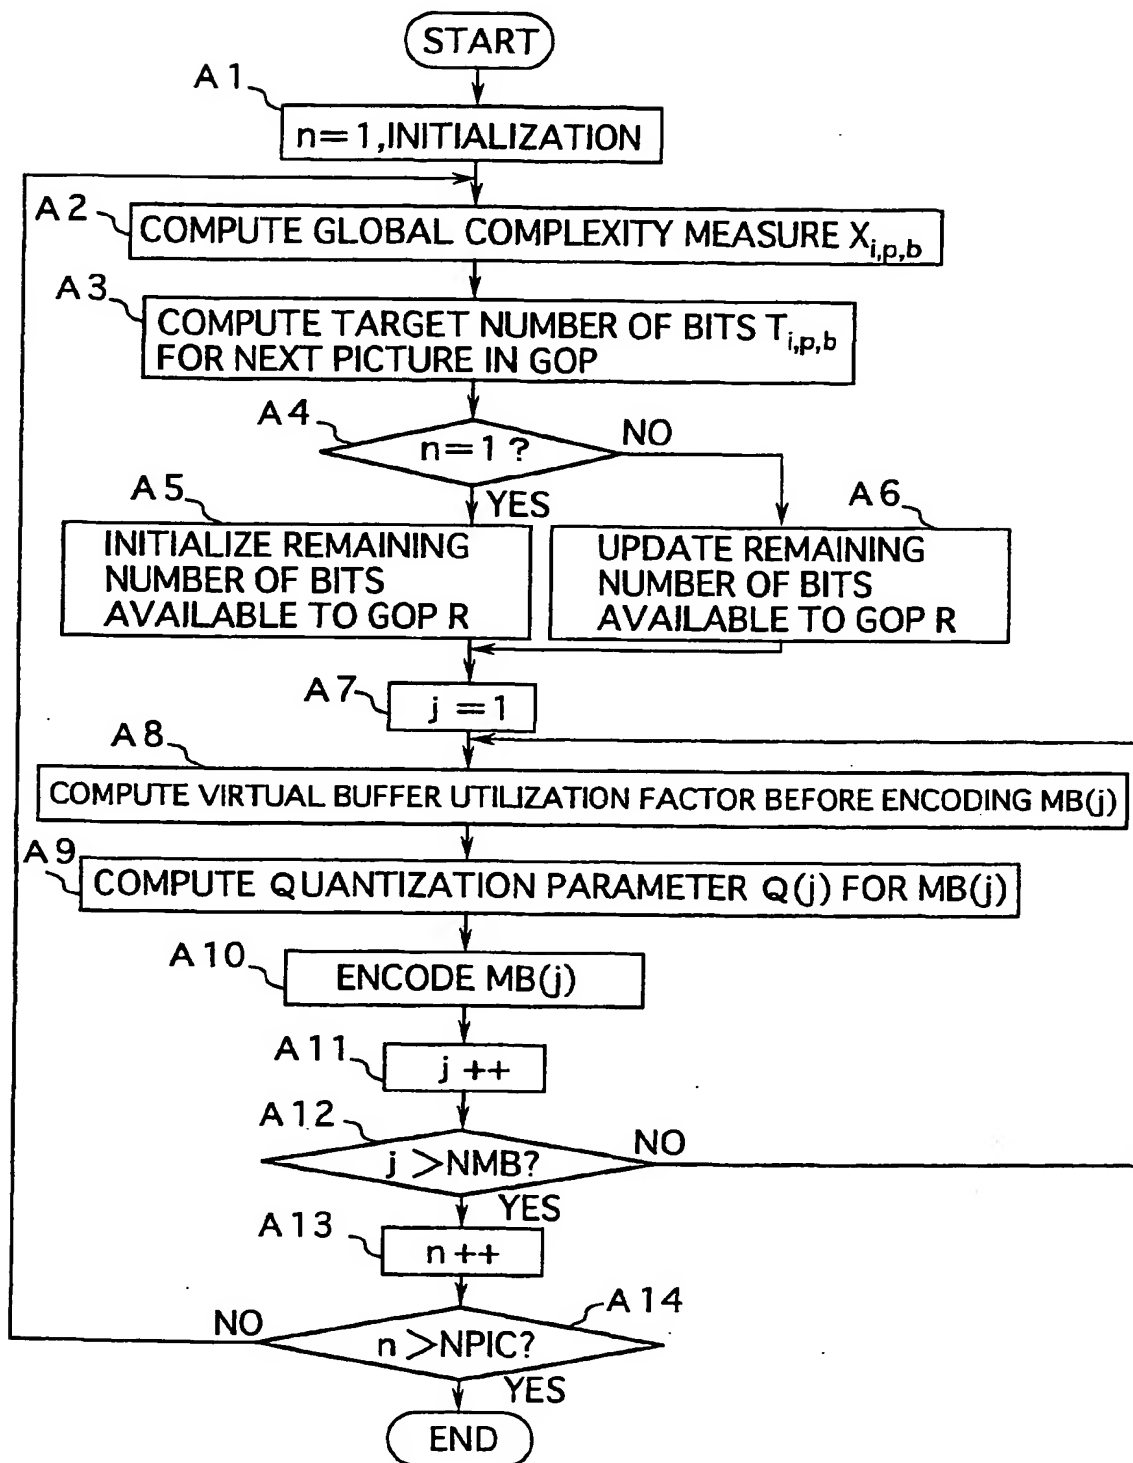 START
A1
n=1,INITIALIZATION
A2
COMPUTE GLOBAL COMPLEXITY MEASURE X i,p,b
A3
COMPUTE TARGET NUMBER OF BITS T i,p,b
FOR NEXT PICTURE IN GOP
A4
n=1?
NO
YES
A5
INITIALIZE REMAINING
NUMBER OF BITS
AVAILABLE TO GOP R
A6
UPDATE REMAINING
NUMBER OF BITS
AVAILABLE TO GOP R
A7
j=1
A8
COMPUTE VIRTUAL BUFFER UTILIZATION FACTOR BEFORE ENCODING MB(j)
A9
COMPUTE QUANTIZATION PARAMETER Q(j) FOR MB(j)
A10
ENCODE MB(j)
A11
j++
A12
j>NMB?
NO
YES
A13
n++
A14
n>NPIC?
NO
YES
END